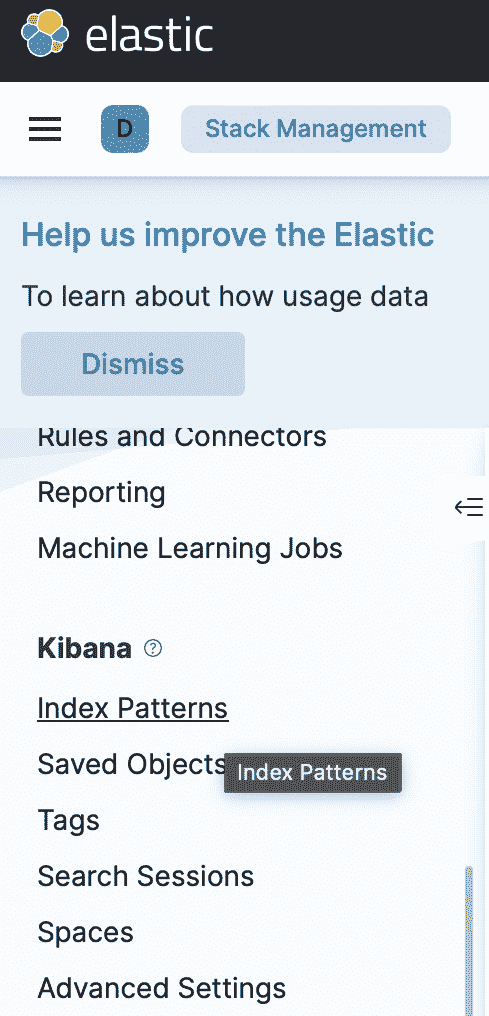 elastic
D
Stack Management
Help us improve the Elastic
To learn about how usage data
Dismiss
Rules and Connectors
Reporting
Machine Learning Jobs
Kibana ?
Index Patterns
Saved Objects
Index Patterns
Tags
Search Sessions
Spaces
Advanced Settings